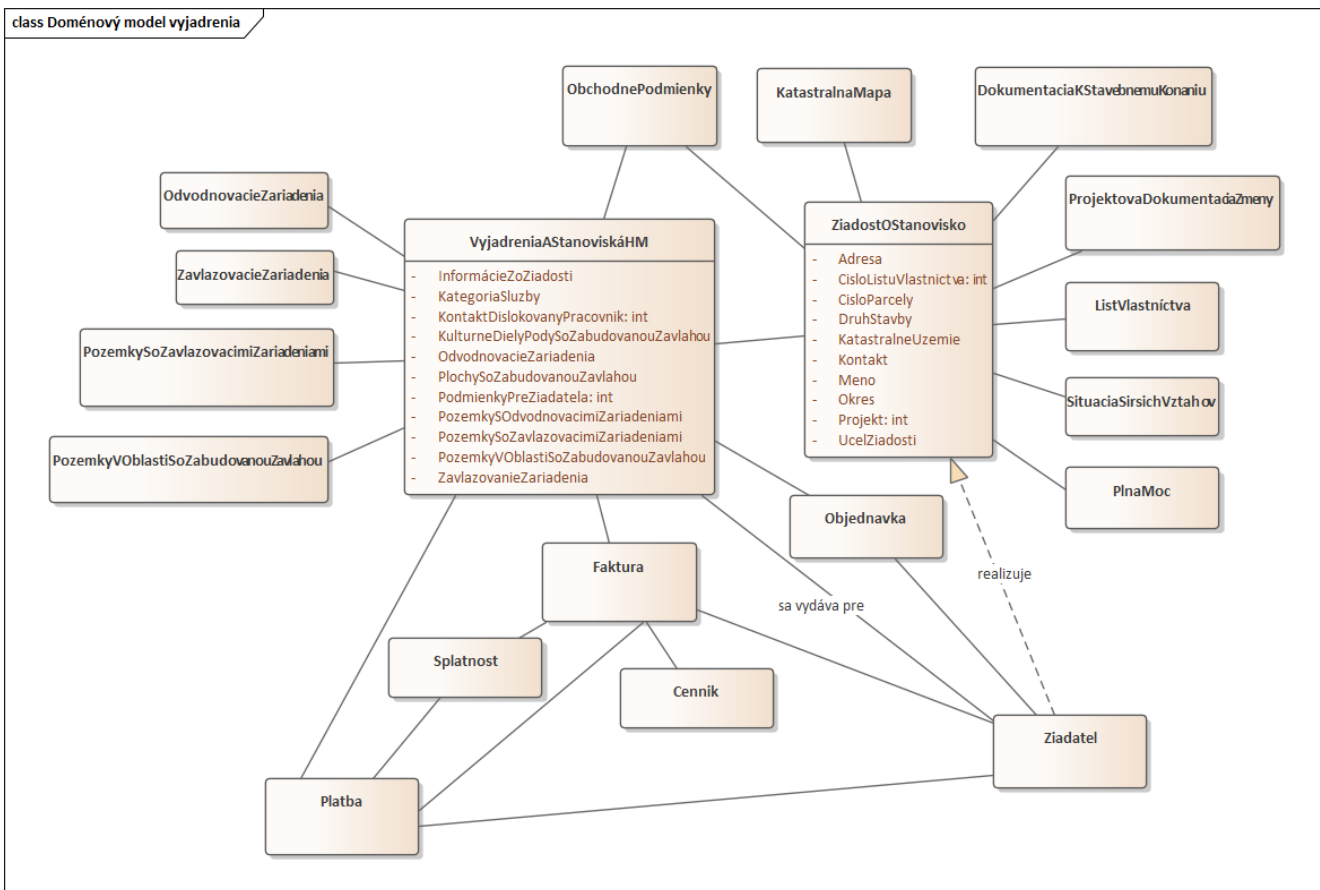 class Doménový model vyjadrenia
ObchodnePodmienky
KatastralnaMapa
DokumentaciaKStavebnemuKonaniu
OdvodnovacieZariadenia
ZavlazovacieZariadenia
PozemkySoZavlazovacimiZariadeniami
PozemkyVOblastiSoZabudovanouZavlahou
VyjadreniaAStanoviskáHM
- InformácieZoZiadosti
- KategoriaSluzby
- KontaktDislokovanyPracovnik: int
- KulturneDielyPodySoZabudovanouZavlahou
- OdvodnovacieZariadenia
- PlochySoZabudovanouZavlahou
- PodmienkyPreZiadatela: int
- PozemkySOdvodnovacimiZariadeniami
- PozemkySoZavlazovacimiZariadeniami
- PozemkyVOblastiSoZabudovanouZavlahou
- ZavlazovanieZariadenia
ZiadostOStanovisko
- Adresa
- CisloListuVlastnictva: int
- CisloParcely
- DruhStavby
- KatastralneUzemie
- Kontakt
- Meno
- Okres
- Projekt: int
- UcelZiadosti
ProjektovaDokumentaciaZmeny
ListVlastníctva
SituaciaSirsichVztahov
PlnaMoc
Objednavka
Faktura
realizuje
sa vydáva pre
Splatnost
Cennik
Ziadatel
Platba